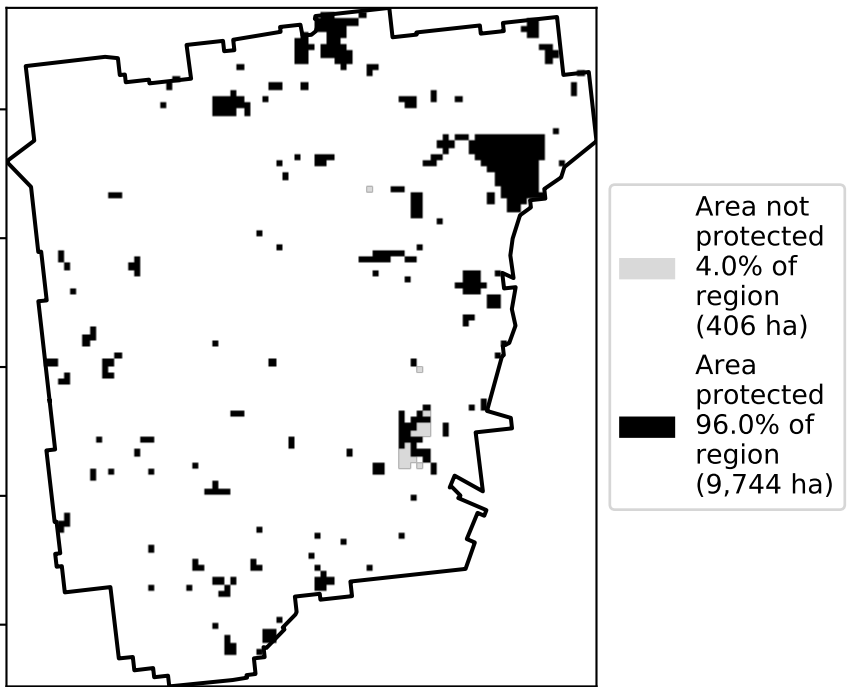 Area not
protected
4.0% of
region
(406 ha)
Area
protected
96.0% of
region
(9,744 ha)